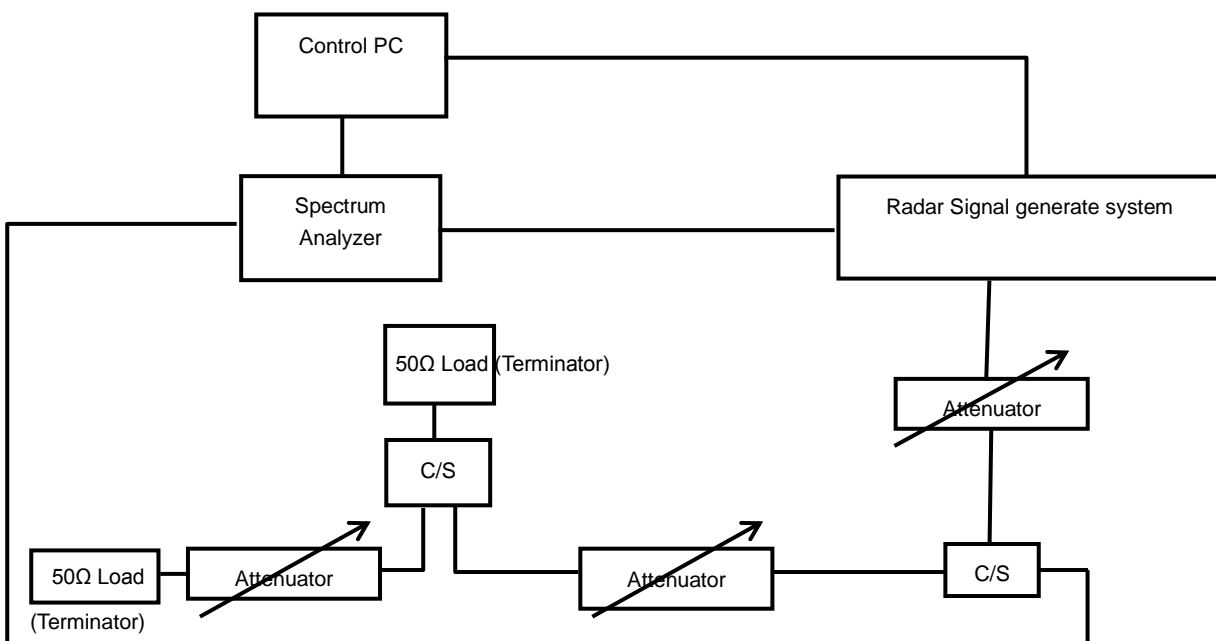 Control PC
Spectrum
Analyzer
Radar Signal generate system
50Ω Load (Terminator)
Attenuator
C/S
50Ω Load
(Terminator)
Attenuator
Attenuator
C/S